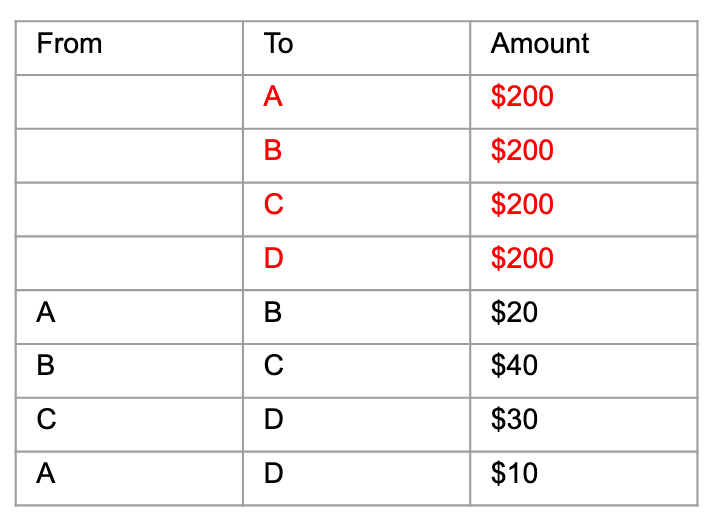 From To Amount
A $200
B $200
C $200
D $200
A B $20
B C $40
C D $30
A D $10